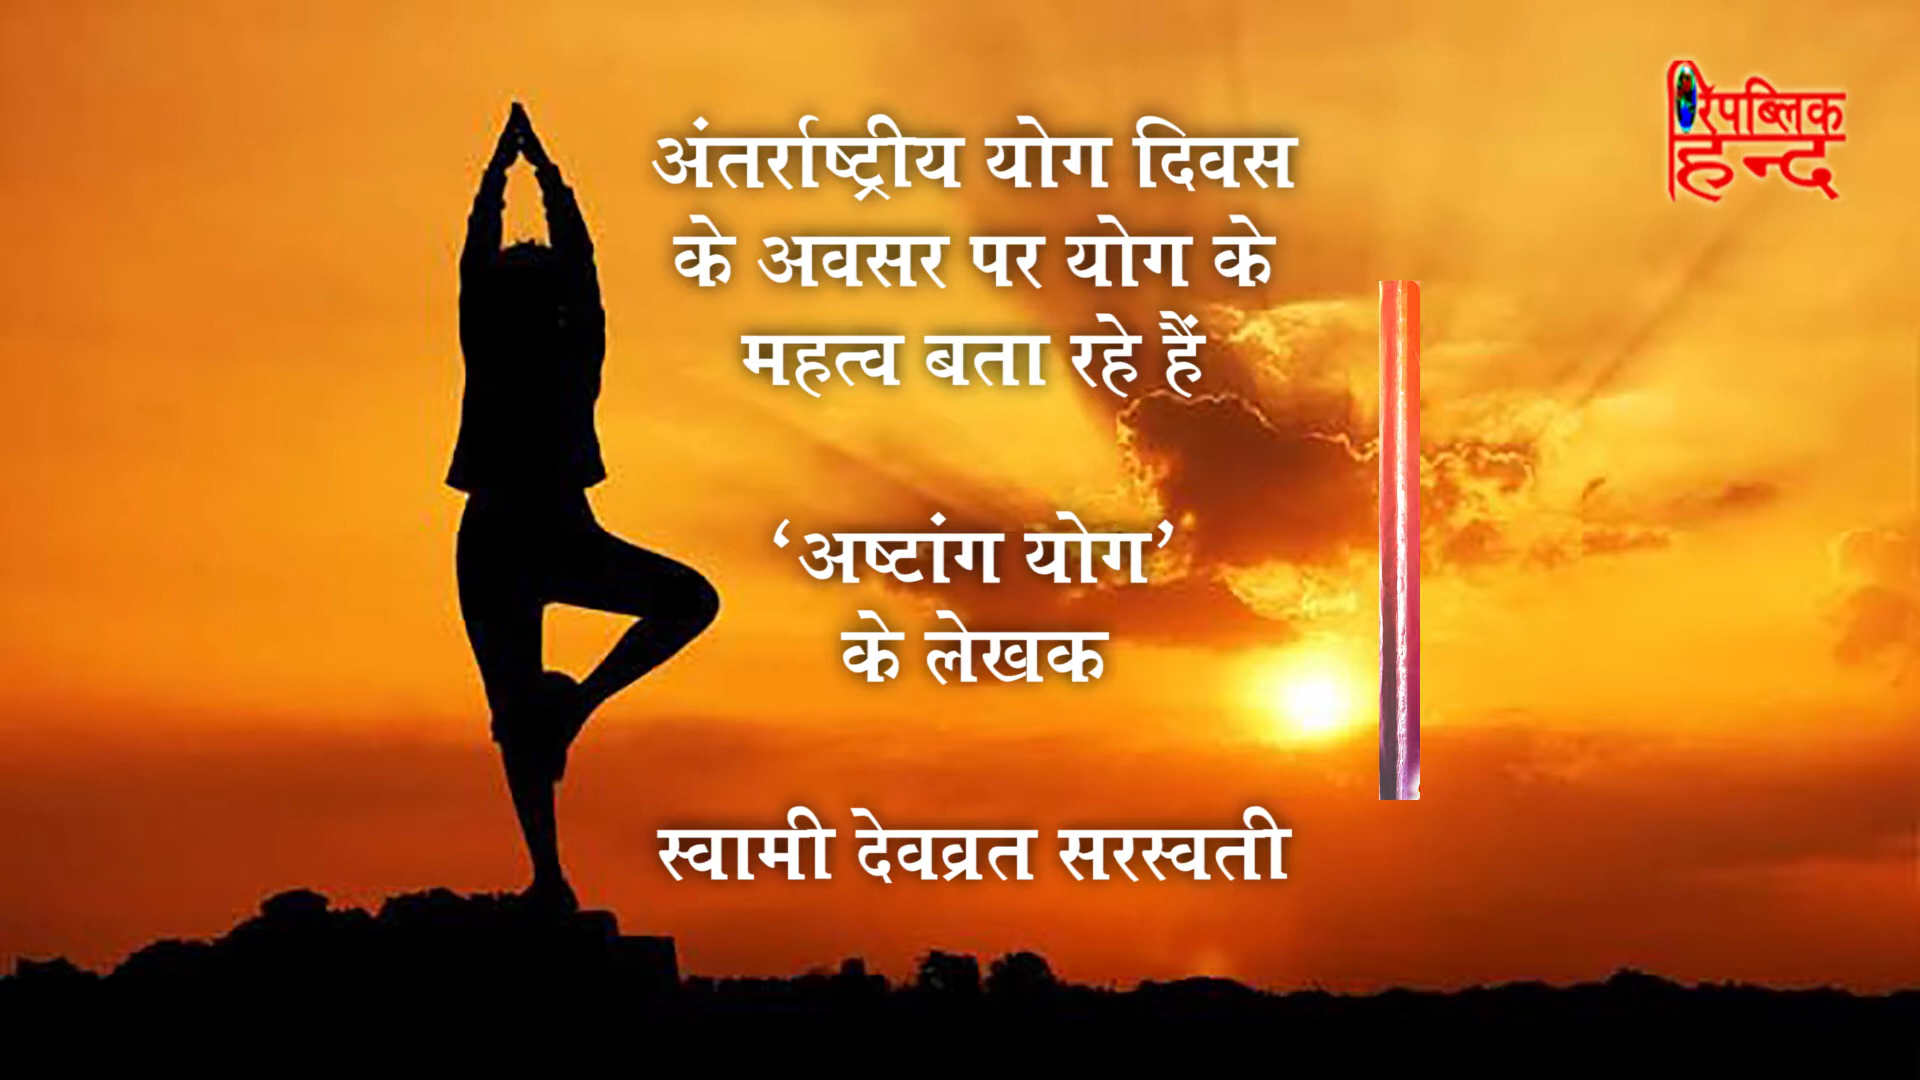 रिपब्लिक
हिन्द
अंतर्राष्ट्रीय योग दिवस
के अवसर पर योग के
महत्व बता रहे हैं
‘अष्टांग योग’
के लेखक
स्वामी देवव्रत सरस्वती